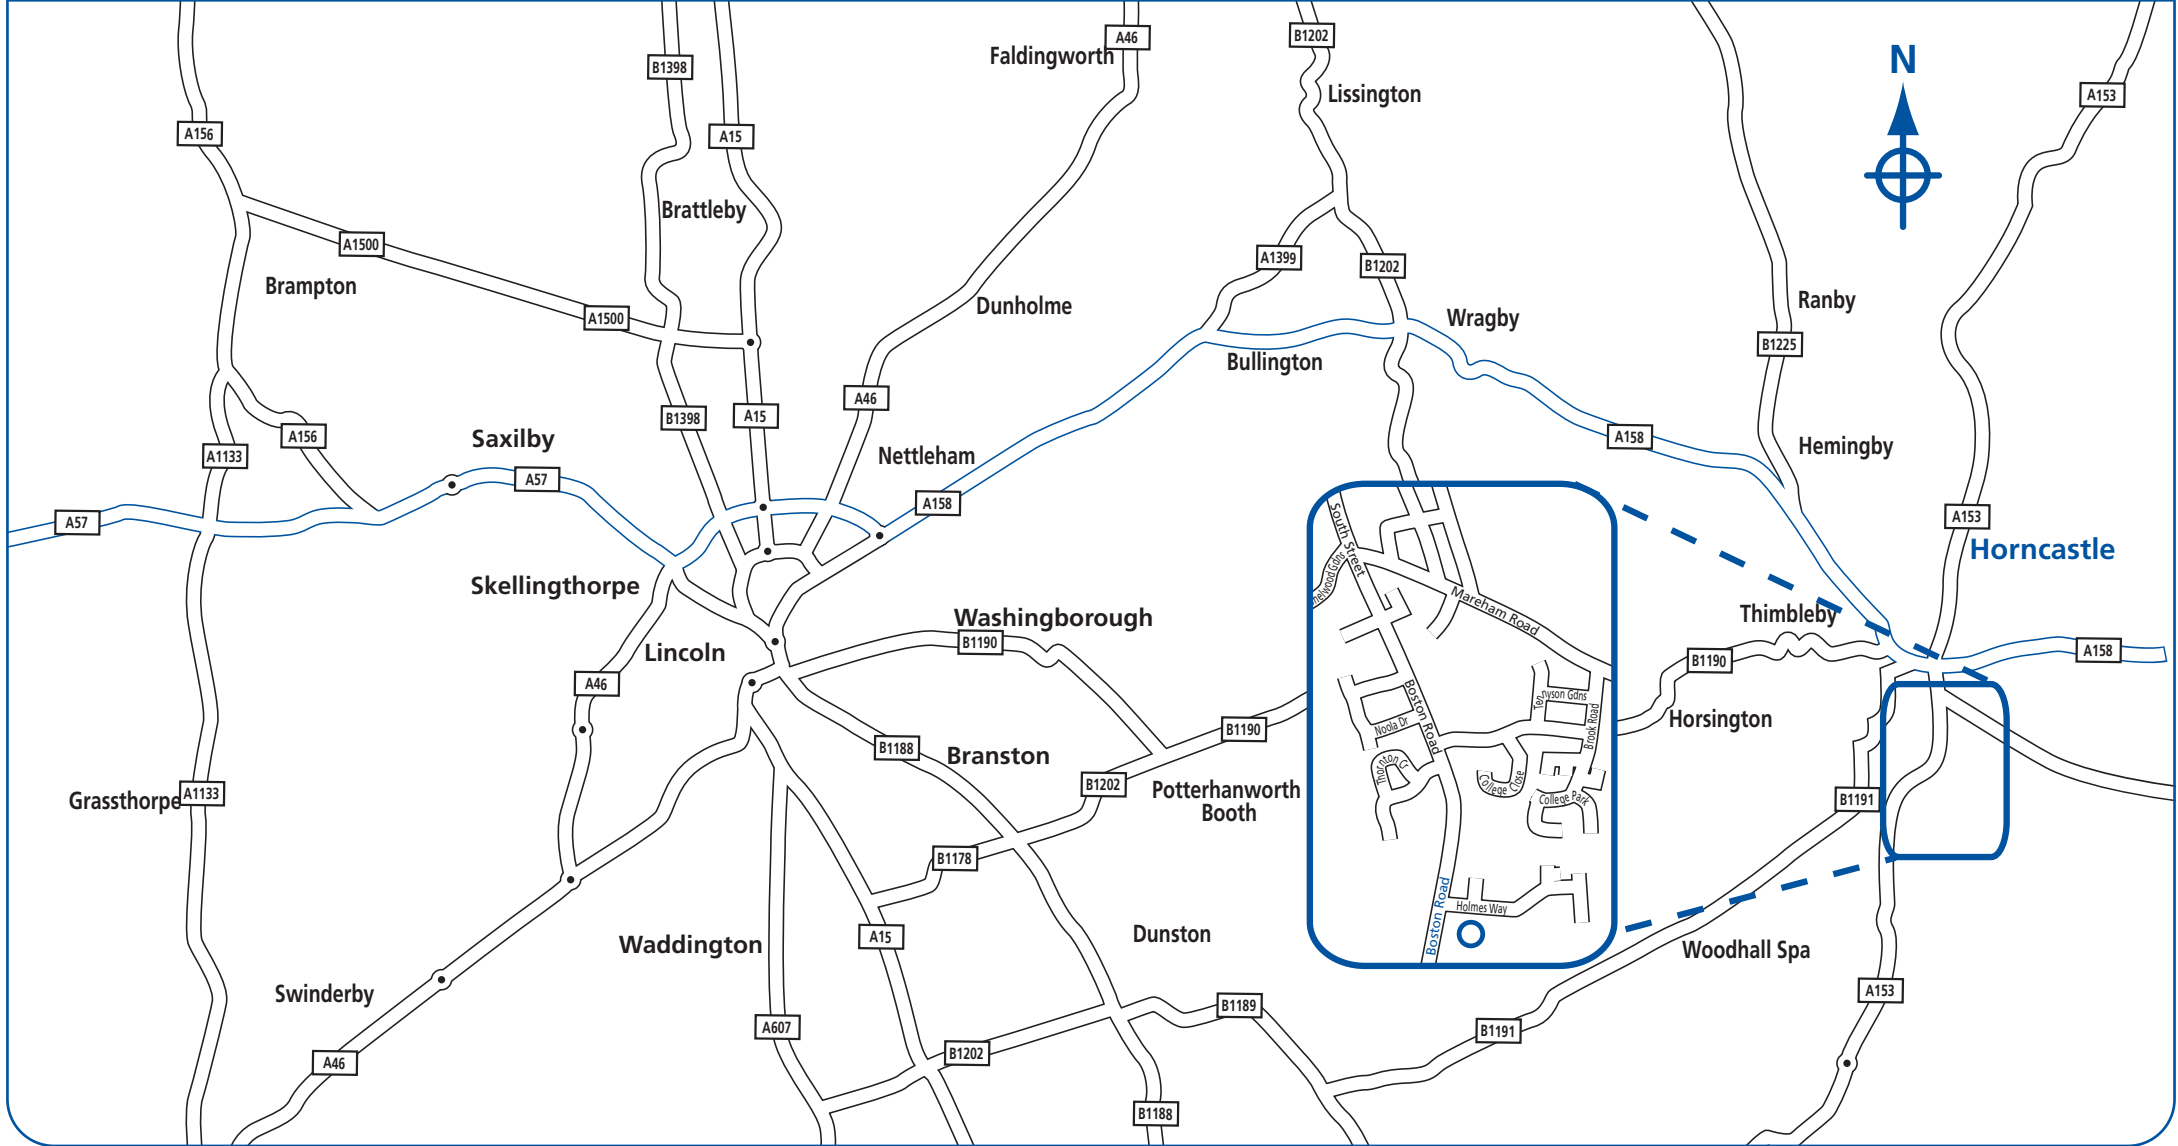 A46
B1202
Faldingworth
N
B1398
Lissington
A153
A156
A15
Brattleby
A1500
A1399
B1202
Brampton
Ranby
Dunholme
A1500
Wragby
B1225
Bullington
A46
B1398
A15
A156
Saxilby
A158
Hemingby
A1133
Nettleham
A57
A158
A57
A153
South Street
Horncastle
Skellingthorpe
Mareham Road
Washingborough
Thimbleby
B1190
Lincoln
A158
B1190
A46
Boston Road
Tennyson Gdns
Brook Road
Noola Dr
Horsington
B1190
B1188
Branston
Thornton Cr
College Close
College Park
B1202
Potterhanworth
Booth
Grassthorpe
A1133
B1191
B1178
Boston Road
Holmes Way
A15
Dunston
Waddington
Woodhall Spa
Swinderby
A153
B1189
A607
B1191
B1202
A46
B1188